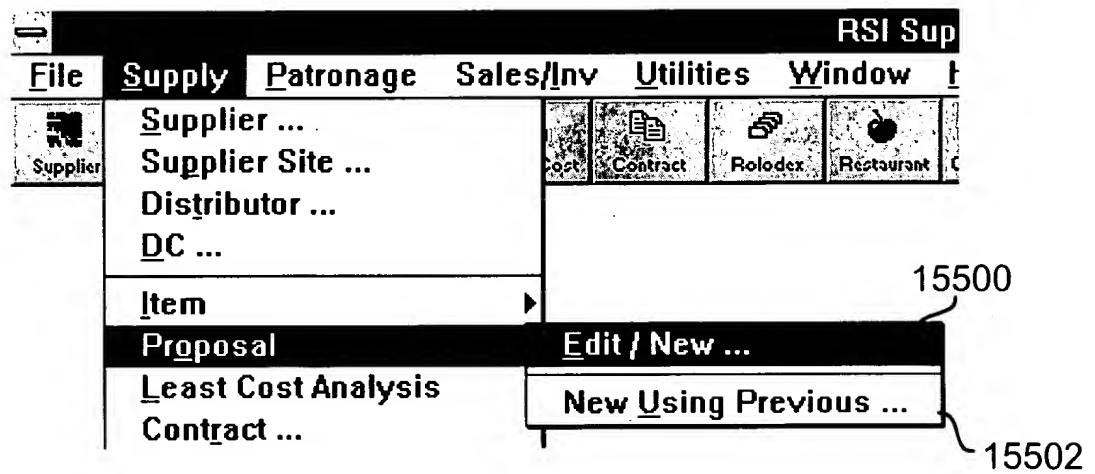 RSI Sup
File Supply Patronage Sales/Inv Utilities Window
Supplier Cost Contract Rolodex Restaurant
Supplier ...
Supplier Site ...
Distributor ...
DC ...
Item
15500
Proposal Edit / New ...
Least Cost Analysis New Using Previous ...
Contract ...
15502